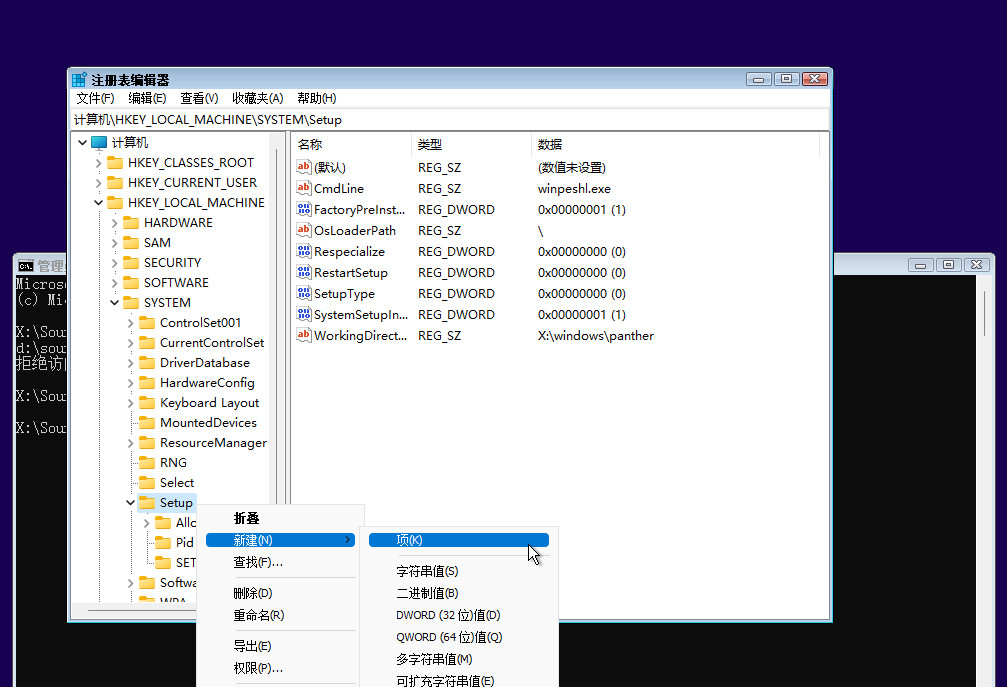 注册表编辑器
文件(F) 编辑(E) 查看(V) 收藏夹(A) 帮助(H)
计算机\HKEY_LOCAL_MACHINE\SYSTEM\Setup
计算机
HKEY_CLASSES_ROOT
HKEY_CURRENT_USER
HKEY_LOCAL_MACHINE
HARDWARE
SAM
SECURITY
SOFTWARE
SYSTEM
ControlSet001
CurrentControlSet
DriverDatabase
HardwareConfig
Keyboard Layout
MountedDevices
ResourceManager
RNG
Select
Setup
Allo
Pid
SET
Softwa
WPA
名称 类型 数据
(默认) REG_SZ (数值未设置)
CmdLine REG_SZ winpeshl.exe
FactoryPreInst... REG_DWORD 0x00000001 (1)
OsLoaderPath REG_SZ \
Respecialize REG_DWORD 0x00000000 (0)
RestartSetup REG_DWORD 0x00000000 (0)
SetupType REG_DWORD 0x00000000 (0)
SystemSetupIn... REG_DWORD 0x00000001 (1)
WorkingDirect... REG_SZ X:\windows\panther
折叠
新建(N)
查找(F)...
删除(D)
重命名(R)
导出(E)
权限(P)...
项(K)
字符串值(S)
二进制值(B)
DWORD (32 位)值(D)
QWORD (64 位)值(Q)
多字符串值(M)
可扩充字符串值(E)
管理
Microso
(c) Mi
X:\Sou
d:\sou
拒绝访
X:\Sou
X:\Sou